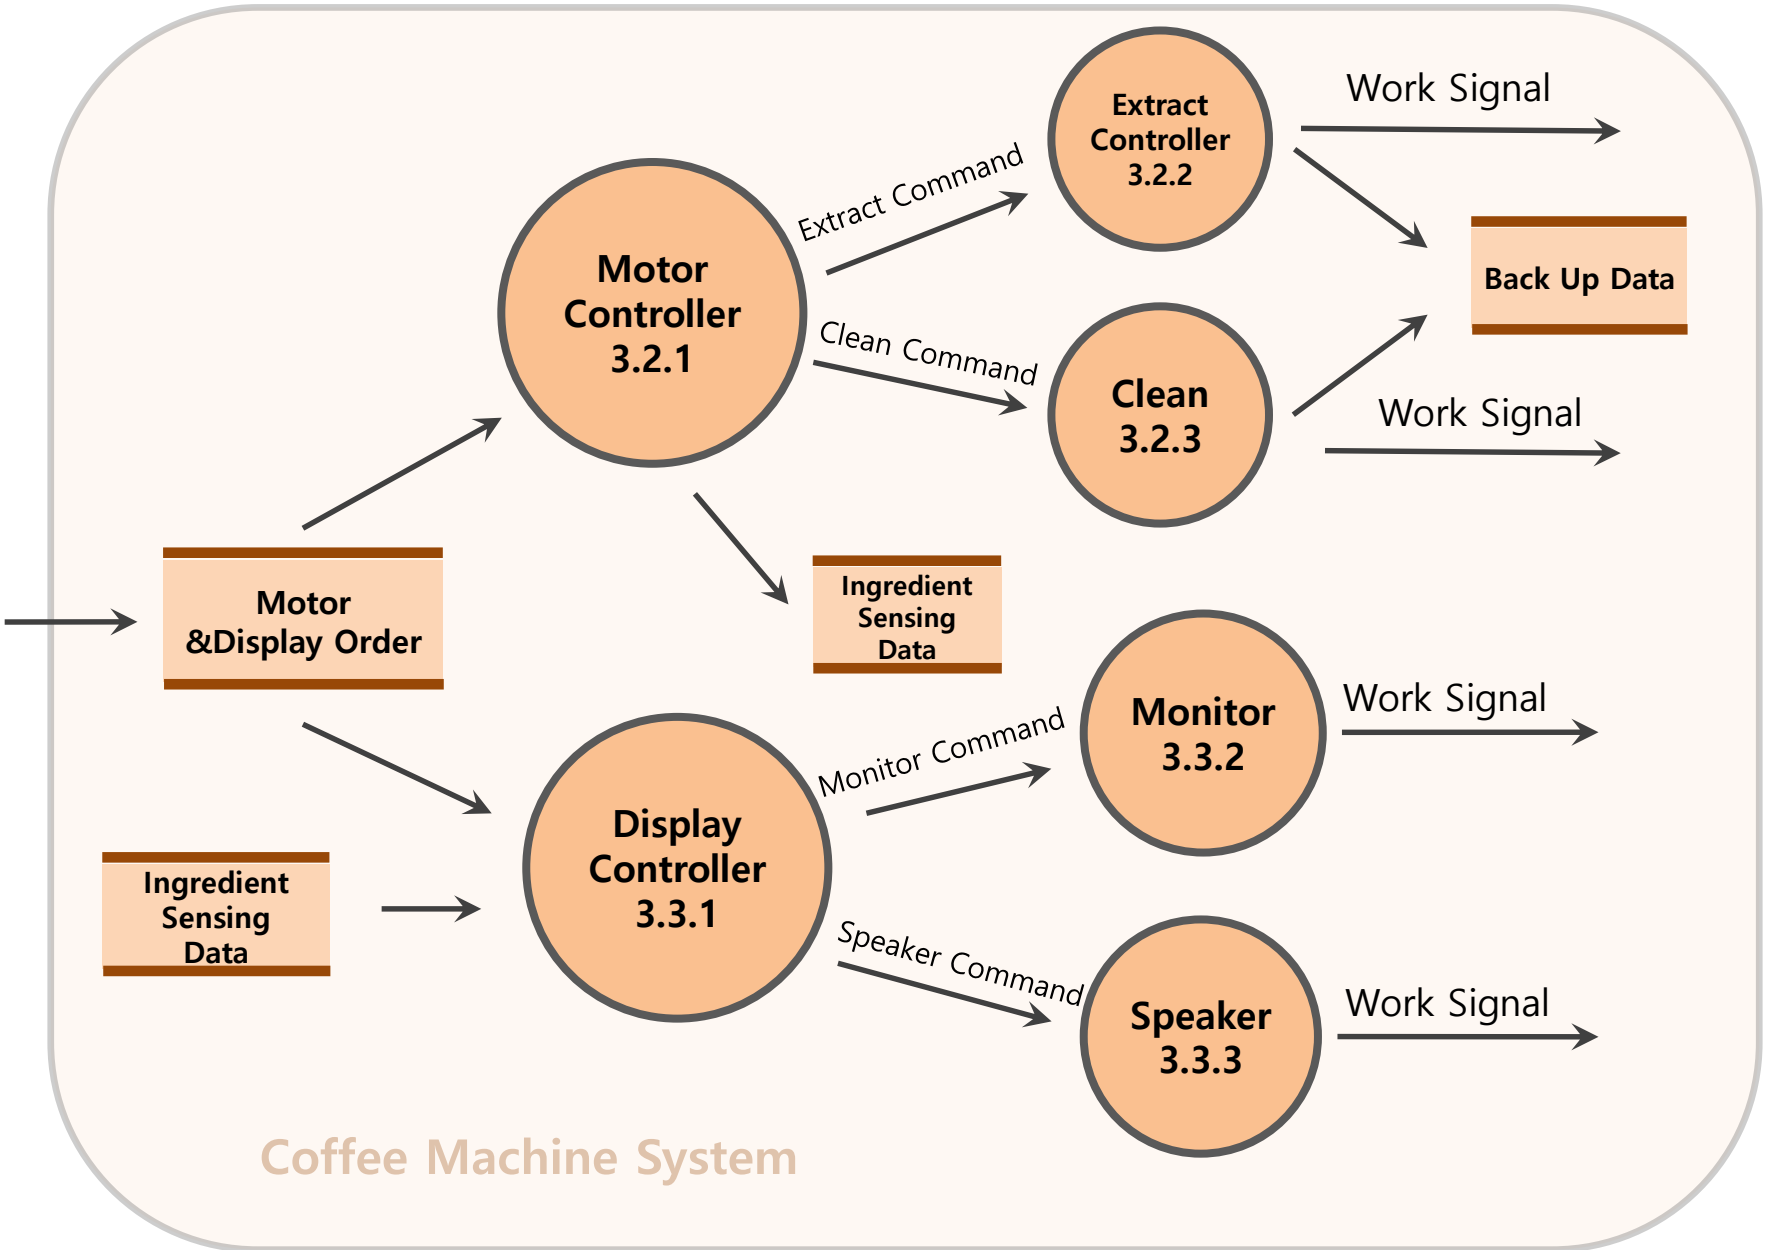 Work Signal
Extract
Controller
3.2.2
Extract Command
Motor
Controller
3.2.1
Back Up Data
Clean Command
Clean
3.2.3
Work Signal
Motor
&Display Order
Ingredient
Sensing
Data
Monitor Command
Monitor
3.3.2
Work Signal
Display
Controller
3.3.1
Ingredient
Sensing
Data
Speaker Command
Speaker
3.3.3
Work Signal
Coffee Machine System